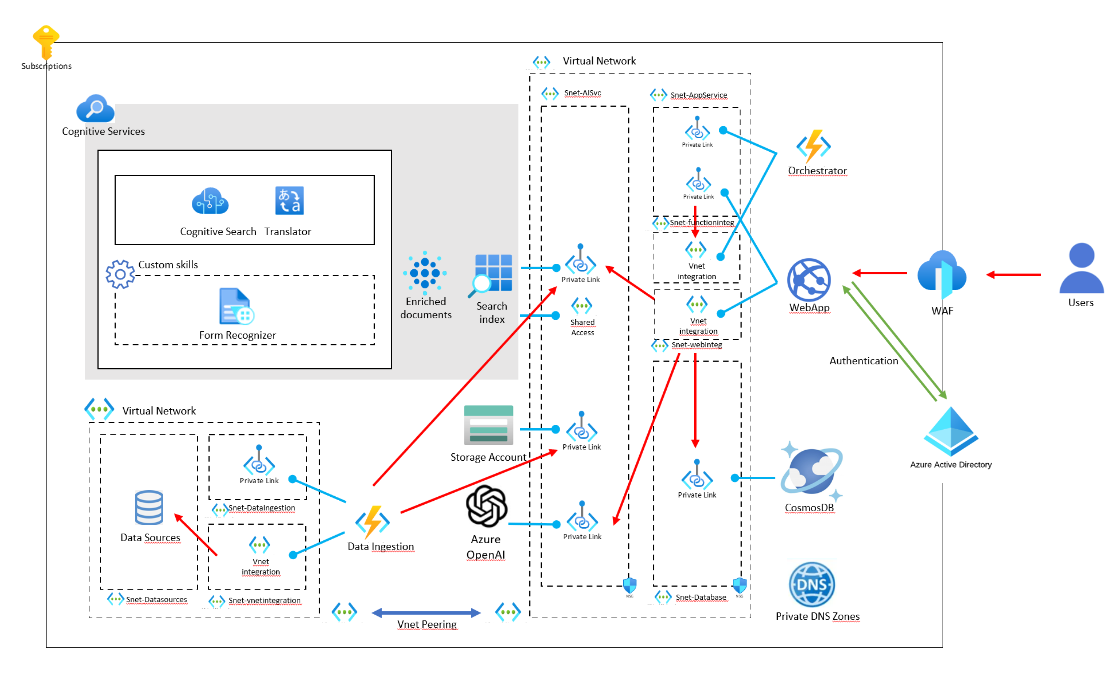 Subscriptions
Virtual Network
Snet-AISvc
Snet-AppService
Cognitive Services
Private Link
Orchestrator
Private Link
Cognitive Search
Translator
Snet-functioninteg
Custom skills
Vnet
integration
Private Link
Enriched
documents
Search
index
Form Recognizer
Shared
Access
Vnet
integration
Snet-webinteg
WebApp
WAF
Users
Authentication
Virtual Network
Storage Account
Private Link
Azure Active Directory
Private Link
Private Link
CosmosDB
Snet-DataIngestion
Data Sources
Data Ingestion
Azure
OpenAI
Private Link
Vnet
integration
Snet-Datasources
Snet-vnetintegration
Snet-Database
DNS
Private DNS Zones
Vnet Peering